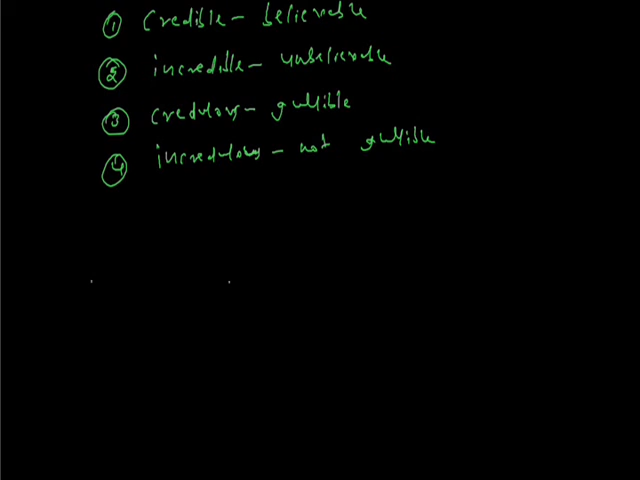 ① Credible - believable
② incredible - unbelievable
③ credulous - gullible
④ incredulous - not gullible